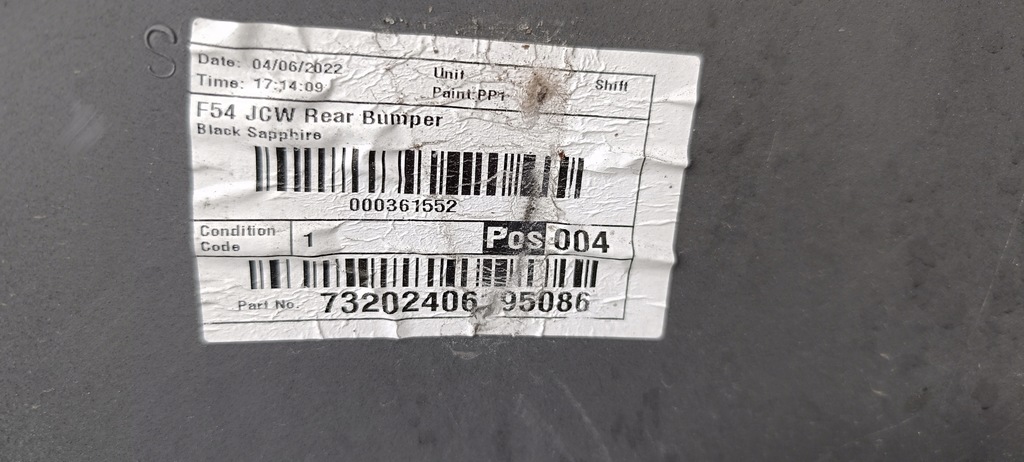 S
Date: 04/06/2022 Unit Shift
Time: 17:14:09 Paint:PP1
F54 JCW Rear Bumper
Black Sapphire
000361552
Condition Code 1 Pos 004
Part No. 73202406 95086